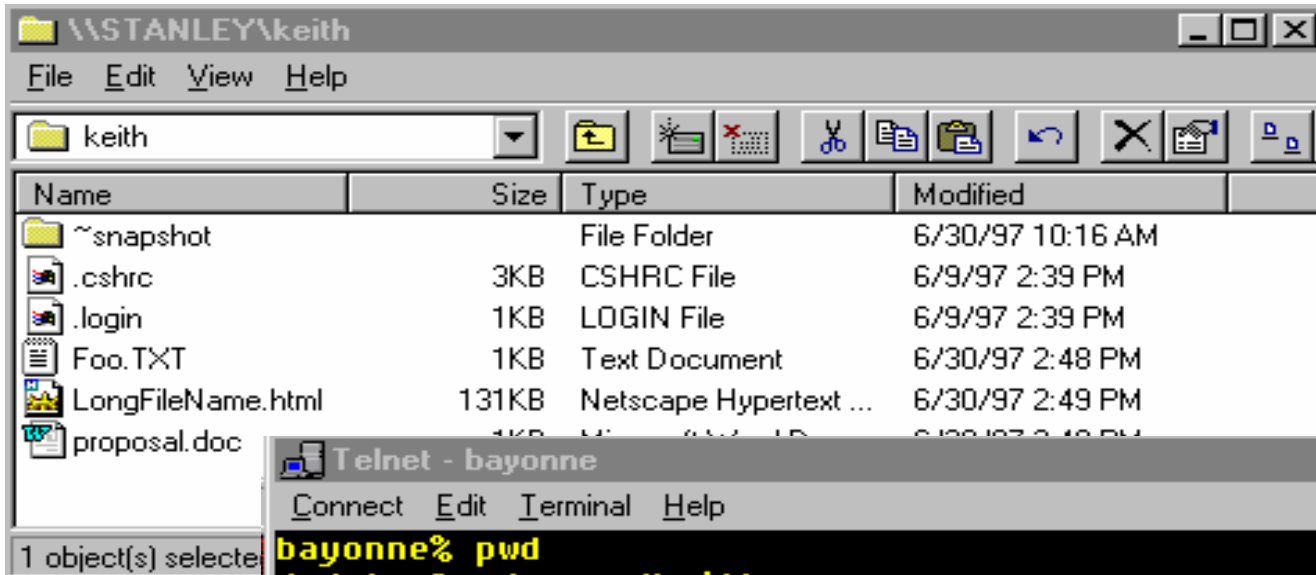 \\STANLEY\keith
File Edit View Help
keith
Name Size Type Modified
~snapshot File Folder 6/30/97 10:16 AM
.cshrc 3KB CSHRC File 6/9/97 2:39 PM
.login 1KB LOGIN File 6/9/97 2:39 PM
Foo.TXT 1KB Text Document 6/30/97 2:48 PM
LongFileName.html 131KB Netscape Hypertext ... 6/30/97 2:49 PM
proposal.doc
Telnet - bayonne
Connect Edit Terminal Help
1 object(s) selecte
bayonne% pwd